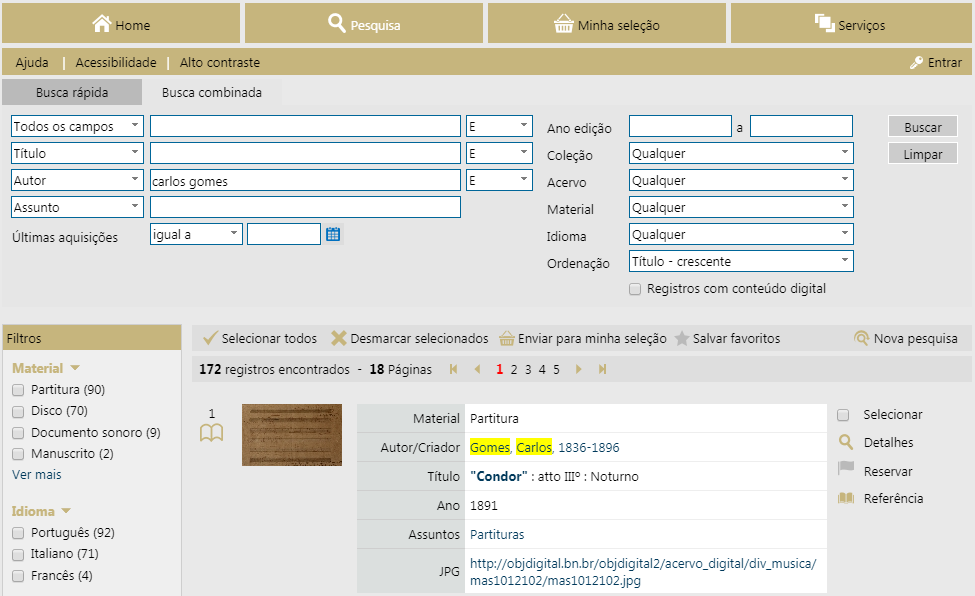 Home Pesquisa Minha seleção Serviços
Ajuda | Acessibilidade | Alto contraste Entrar
Busca rápida Busca combinada
Todos os campos E Ano edição a Buscar
Título E Coleção Qualquer Limpar
Autor carlos gomes E Acervo Qualquer
Assunto Material Qualquer
Últimas aquisições igual a Idioma Qualquer
Ordenação Título - crescente
Registros com conteúdo digital
Filtros
Material
Partitura (90)
Disco (70)
Documento sonoro (9)
Manuscrito (2)
Ver mais
Idioma
Português (92)
Italiano (71)
Francês (4)
Selecionar todos Desmarcar selecionados Enviar para minha seleção Salvar favoritos Nova pesquisa
172 registros encontrados - 18 Páginas 1 2 3 4 5
1
Material Partitura
Autor/Criador Gomes, Carlos, 1836-1896
Título "Condor" : atto IIIº : Noturno
Ano 1891
Assuntos Partituras
JPG http://objdigital.bn.br/objdigital2/acervo_digital/div_musica/
mas1012102/mas1012102.jpg
Selecionar
Detalhes
Reservar
Referência